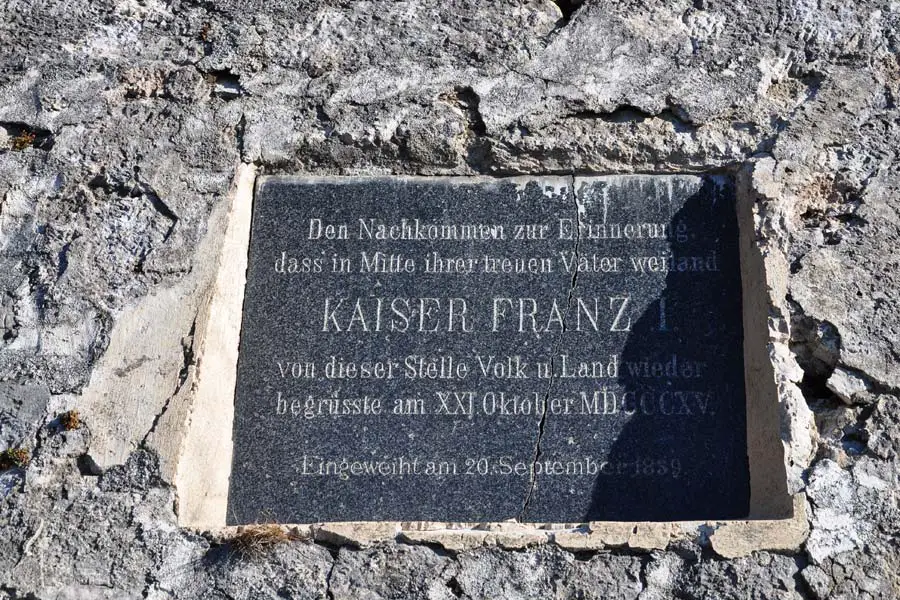 Den Nachkommen zur Erinnerung,
dass in Mitte ihrer treuen Väter weiland
KAISER FRANZ I.
von dieser Stelle Volk u. Land wieder
begrüsste am XXI Oktober MDCCCXV.
Eingeweiht am 20. September 1839.